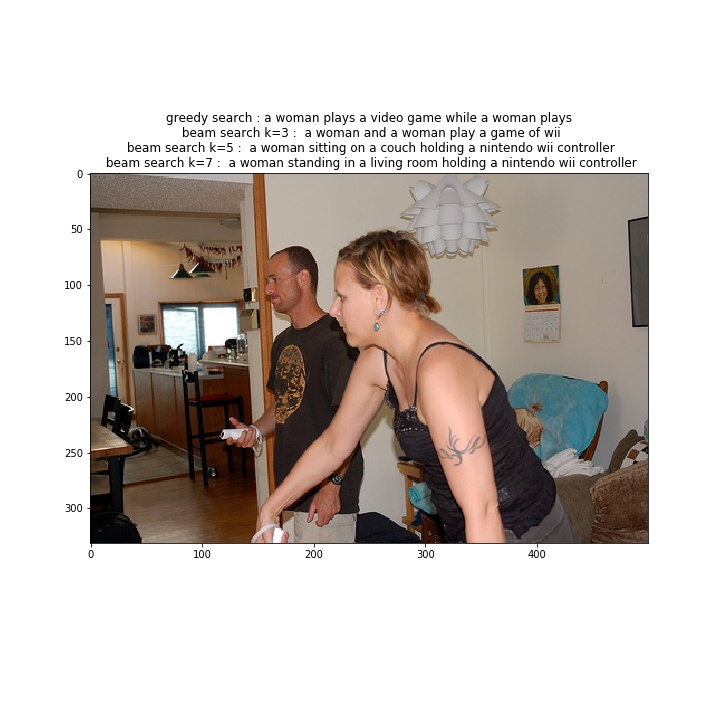 greedy search : a woman plays a video game while a woman plays
beam search k=3 :  a woman and a woman play a game of wii
beam search k=5 :  a woman sitting on a couch holding a nintendo wii controller
beam search k=7 :  a woman standing in a living room holding a nintendo wii controller
0
50
100
150
200
250
300
0 100 200 300 400